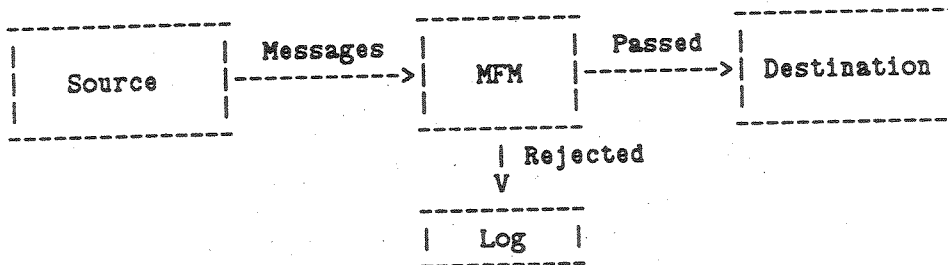 Messages Passed
Source MFM Destination
Rejected
V
Log